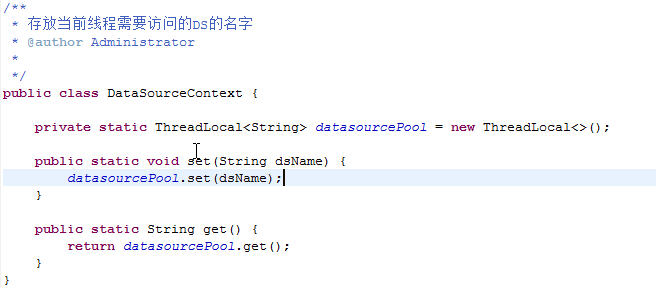 /**
 * 存放当前线程需要访问的DS的名字
 * @author Administrator
 *
 */
public class DataSourceContext {
    private static ThreadLocal<String> datasourcePool = new ThreadLocal<>();
    public static void set(String dsName) {
        datasourcePool.set(dsName);
    }
    public static String get() {
        return datasourcePool.get();
    }
}